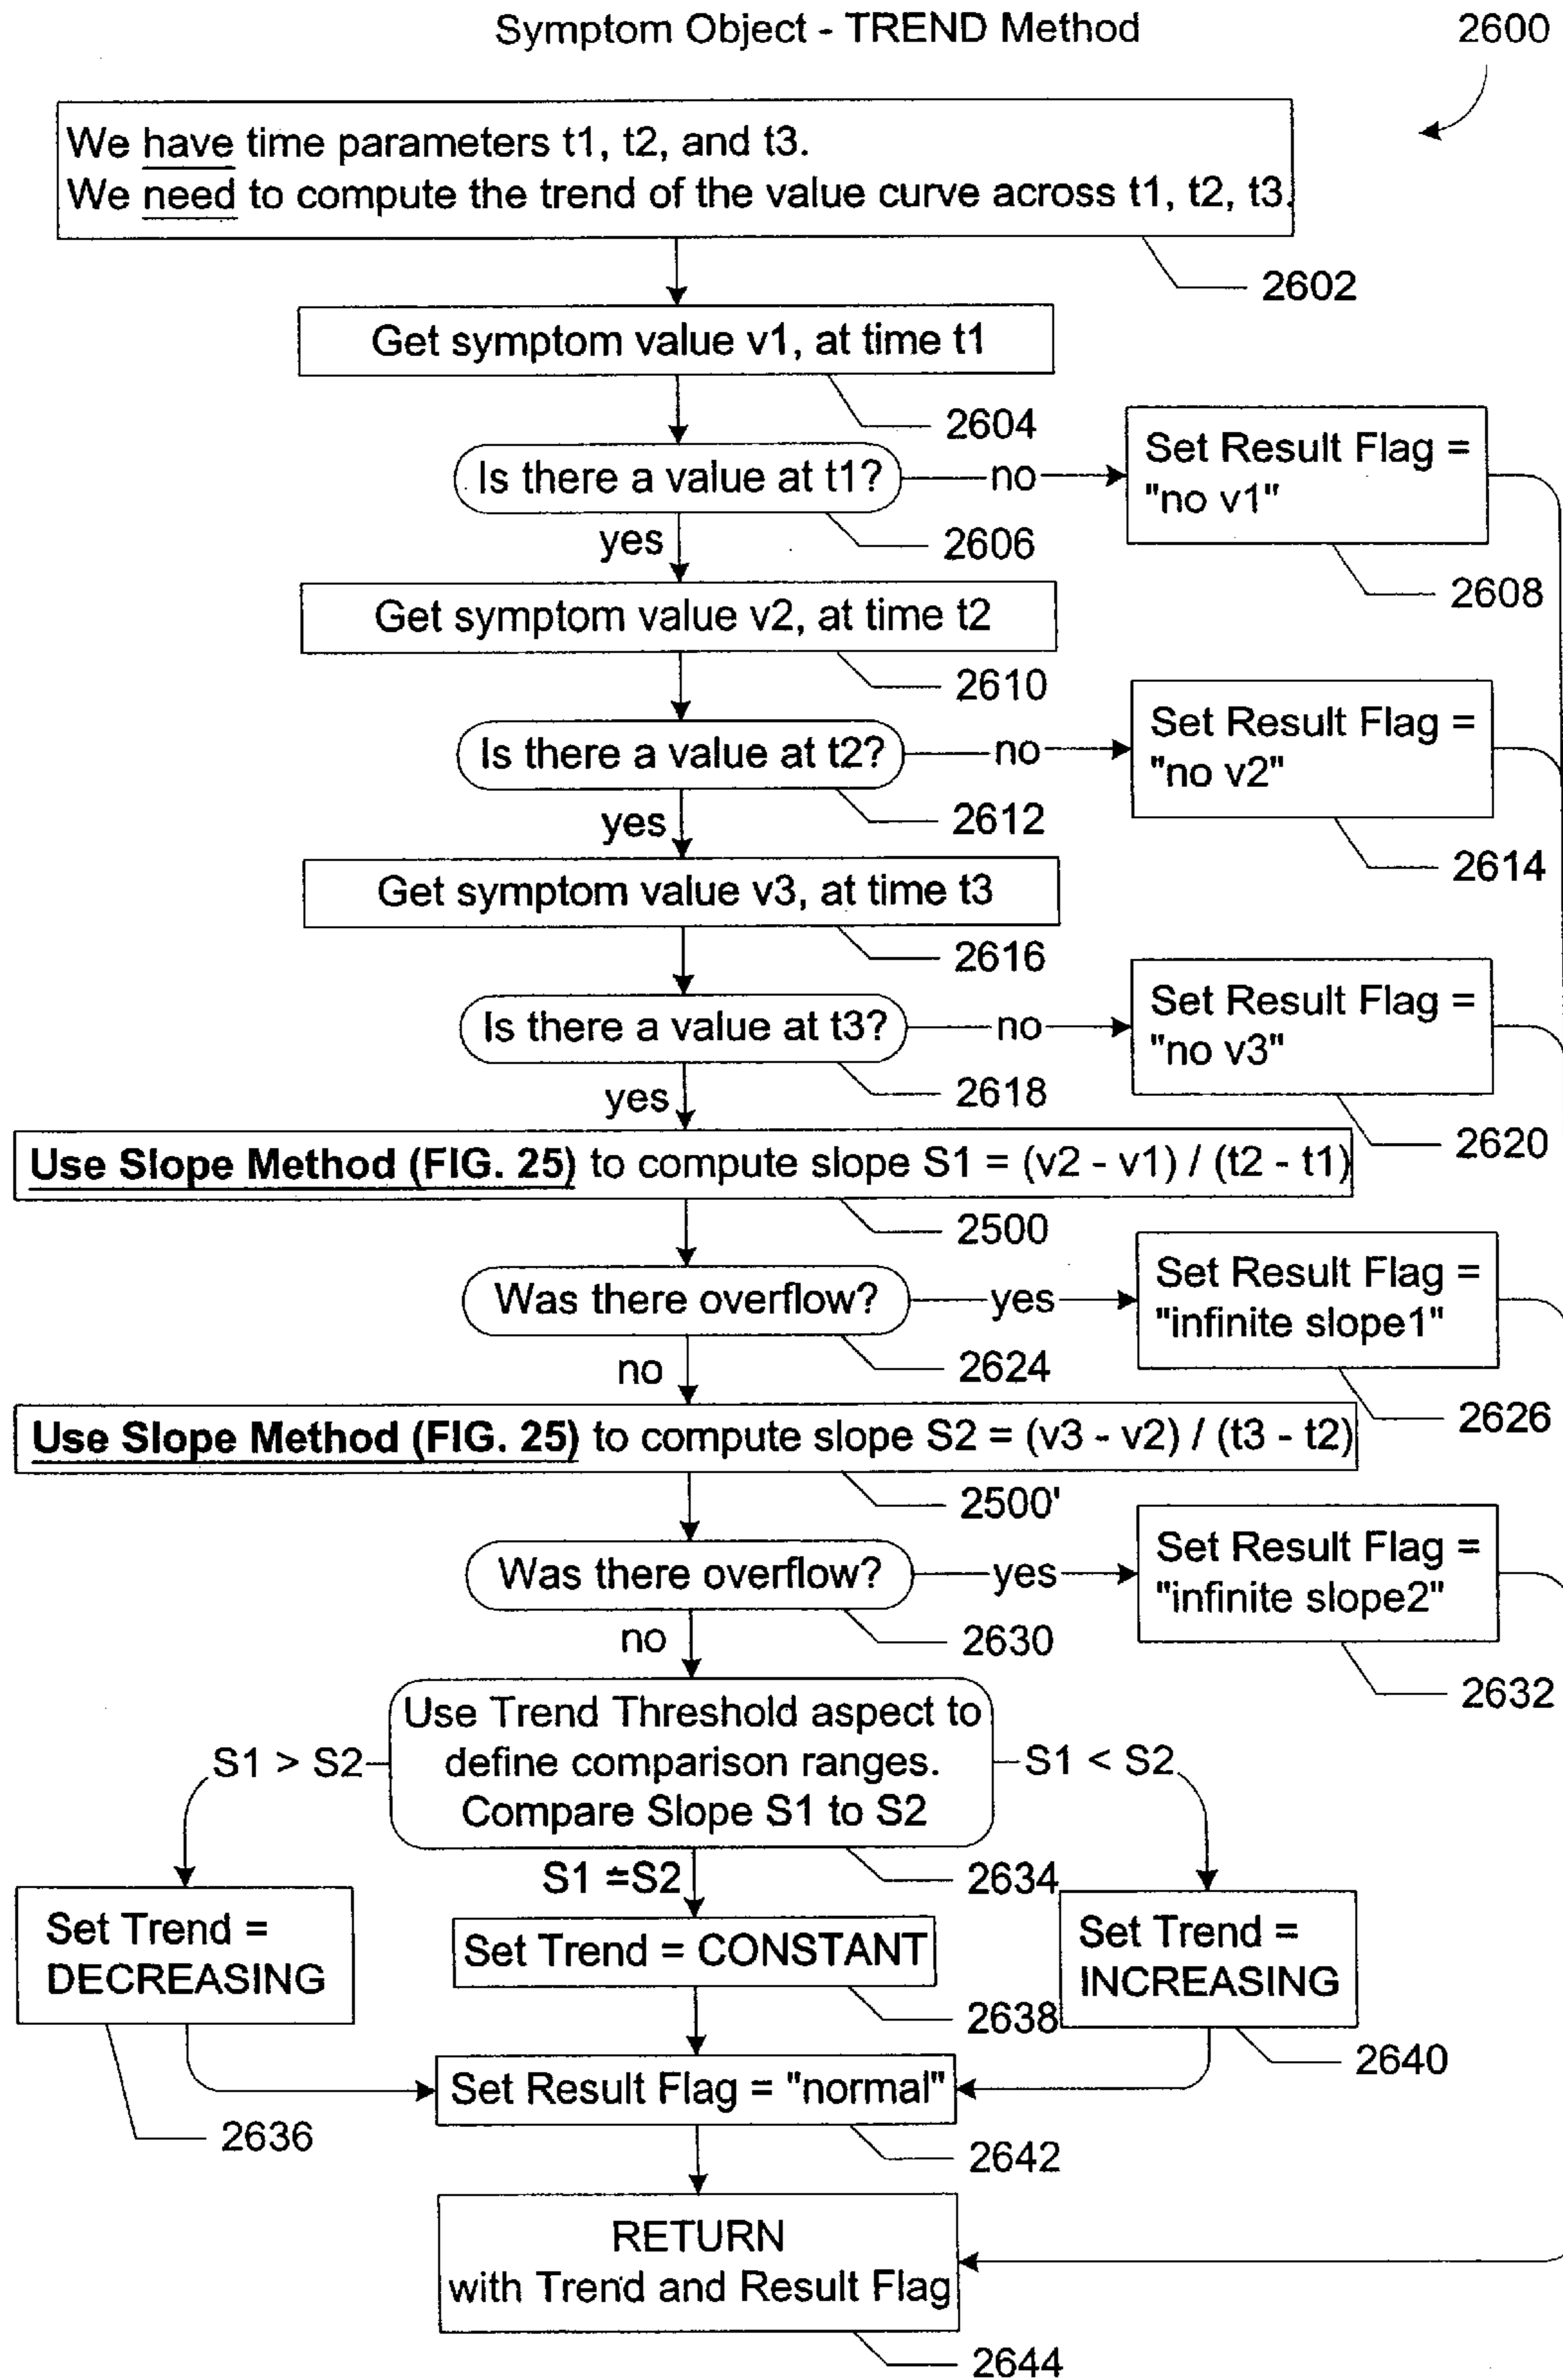 Symptom Object - TREND Method
2600
We have time parameters t1, t2, and t3.
We need to compute the trend of the value curve across t1, t2, t3.
2602
Get symptom value v1, at time t1
2604
Is there a value at t1?
no
Set Result Flag =
"no v1"
2606
2608
yes
Get symptom value v2, at time t2
2610
Is there a value at t2?
no
Set Result Flag =
"no v2"
2612
2614
yes
Get symptom value v3, at time t3
2616
Is there a value at t3?
no
Set Result Flag =
"no v3"
2618
2620
yes
Use Slope Method (FIG. 25) to compute slope S1 = (v2 - v1) / (t2 - t1)
2500
Was there overflow?
yes
Set Result Flag =
"infinite slope1"
2624
2626
no
Use Slope Method (FIG. 25) to compute slope S2 = (v3 - v2) / (t3 - t2)
2500'
Was there overflow?
yes
Set Result Flag =
"infinite slope2"
2630
2632
no
Use Trend Threshold aspect to
define comparison ranges.
Compare Slope S1 to S2
S1 > S2
S1 < S2
S1 ≐S2
2634
Set Trend =
DECREASING
Set Trend = CONSTANT
Set Trend =
INCREASING
2638
2640
2636
Set Result Flag = "normal"
2642
RETURN
with Trend and Result Flag
2644